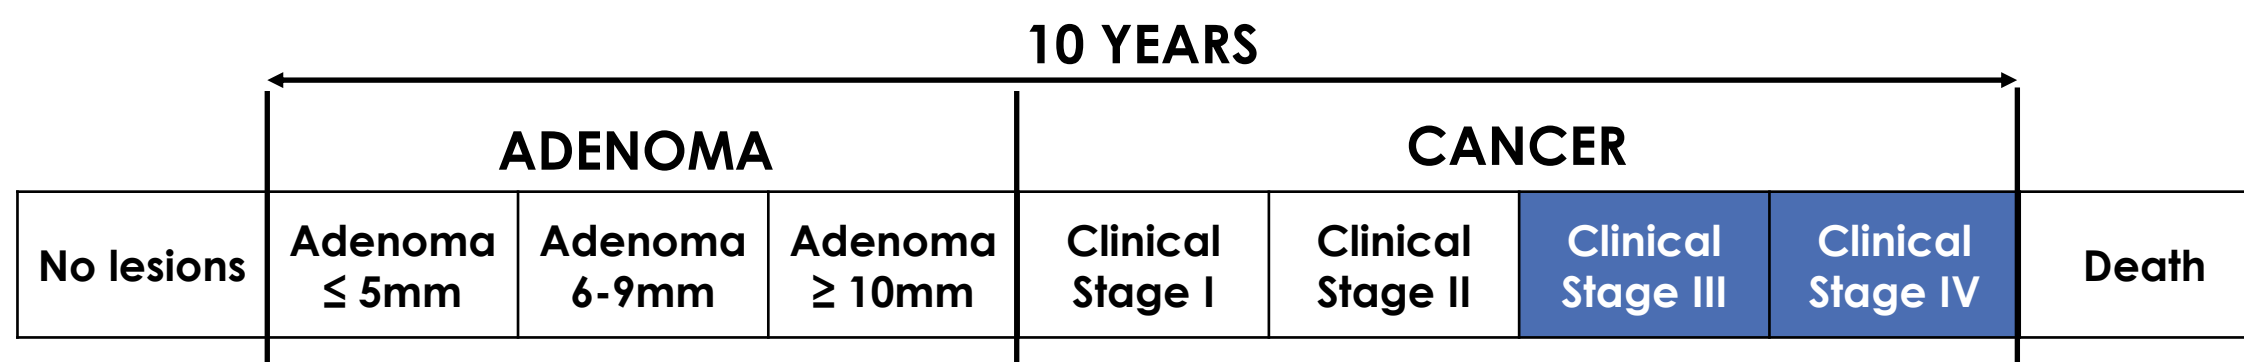 10 YEARS
ADENOMA
CANCER
No lesions
Adenoma
≤ 5mm
Adenoma
6-9mm
Adenoma
≥ 10mm
Clinical
Stage I
Clinical
Stage II
Clinical
Stage III
Clinical
Stage IV
Death